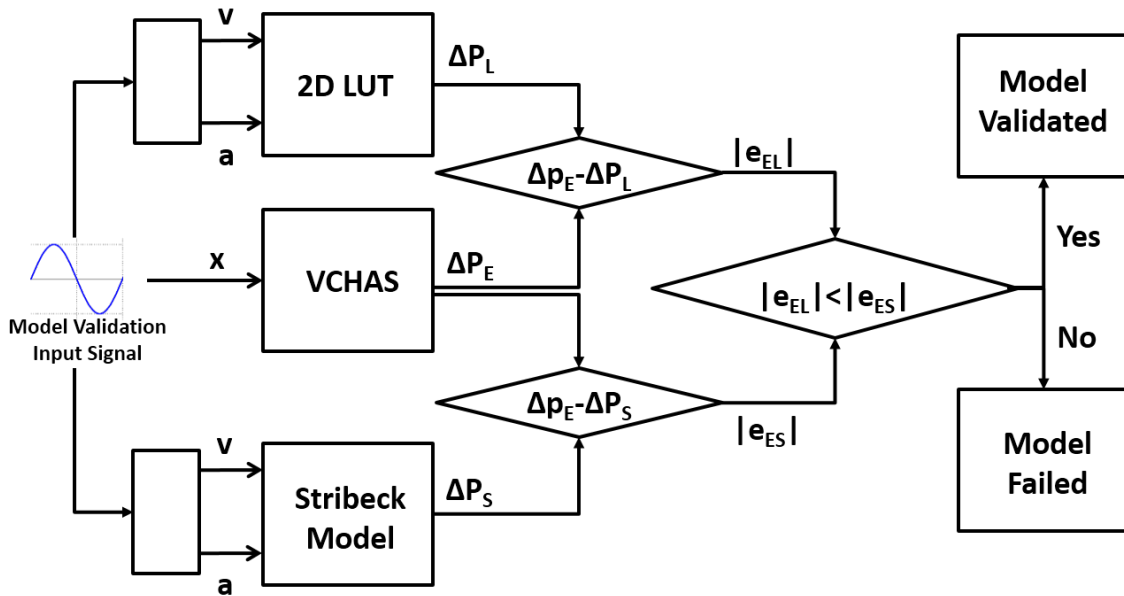 v
2D LUT
a
ΔP_L
Δp_E-ΔP_L
|e_EL|
Model
Validated
x
VCHAS
ΔP_E
Yes
|e_EL|<|e_ES|
Model Validation
Input Signal
No
Δp_E-ΔP_S
|e_ES|
v
Stribeck
Model
a
ΔP_S
Model
Failed